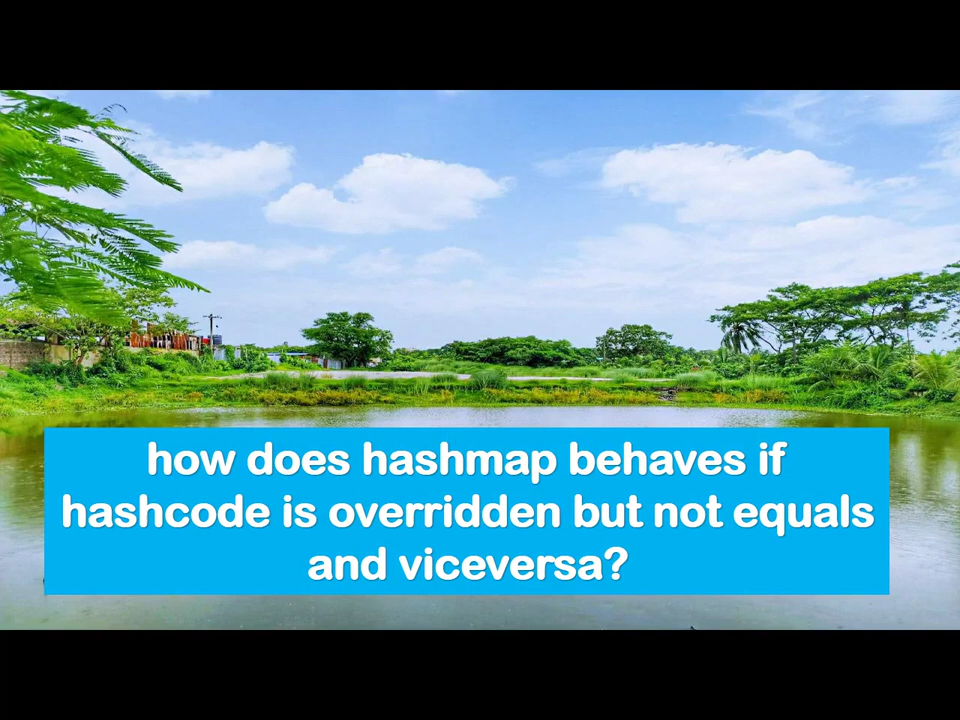 how does hashmap behaves if
hashcode is overridden but not equals
and viceversa?